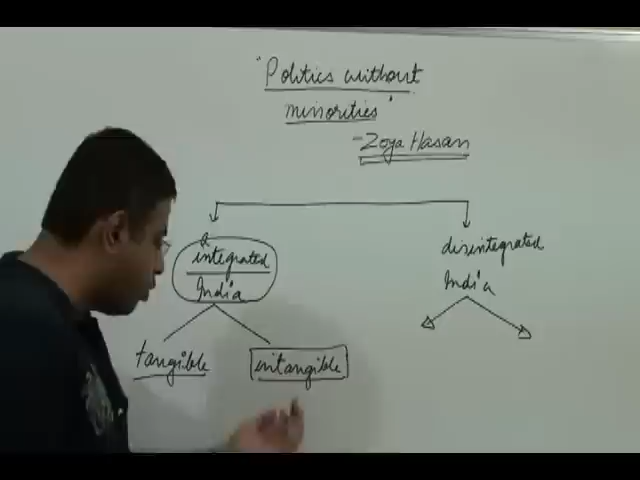 "Politics without
minorities"
- Zoya Hasan
a
integrated
India
disintegrated
India
tangible
intangible